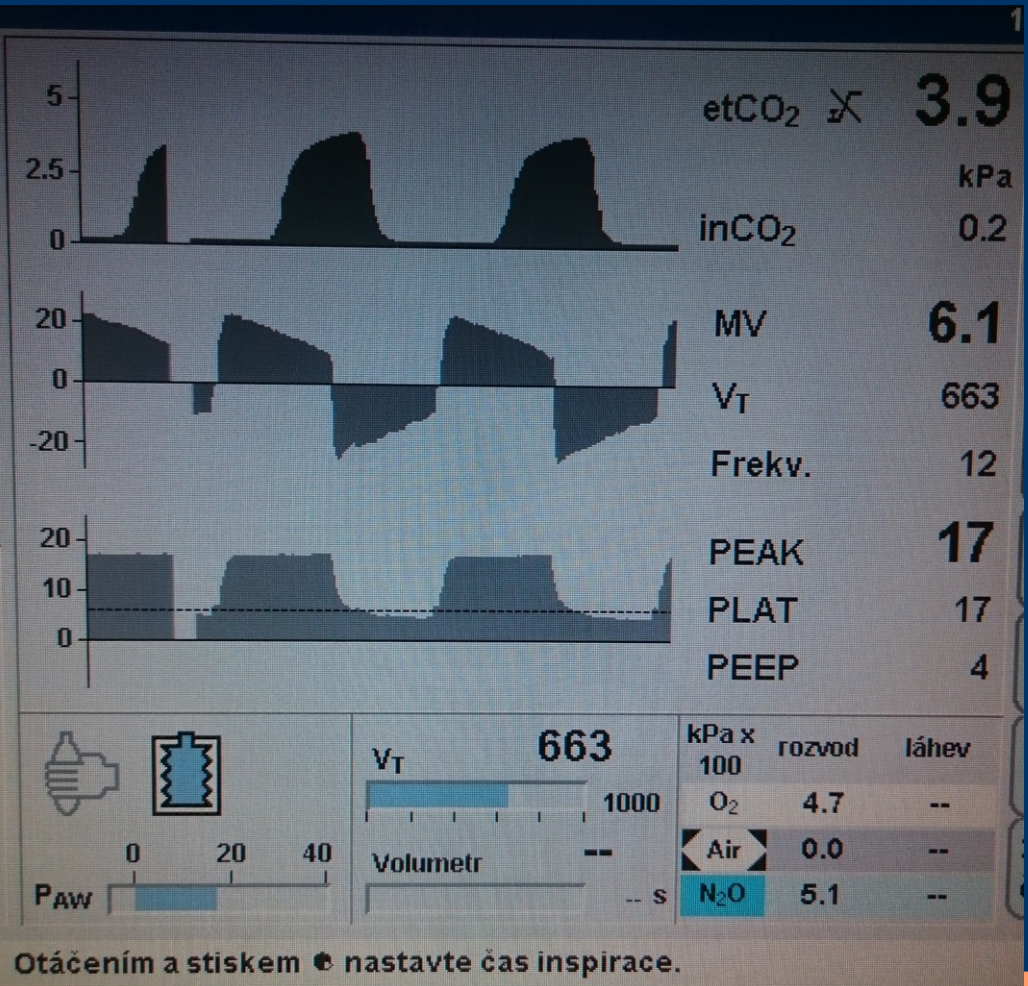 1
5
2.5
0
etCO₂ 3.9
kPa
inCO₂ 0.2
20
0
-20
MV 6.1
VT 663
Frekv. 12
20
10
0
PEAK 17
PLAT 17
PEEP 4
VT 663
1000
Volumetr --
-- s
0 20 40
PAW
kPa x 100 rozvod láhev
O₂ 4.7 --
Air 0.0 --
N₂O 5.1 --
Otáčením a stiskem nastavte čas inspirace.